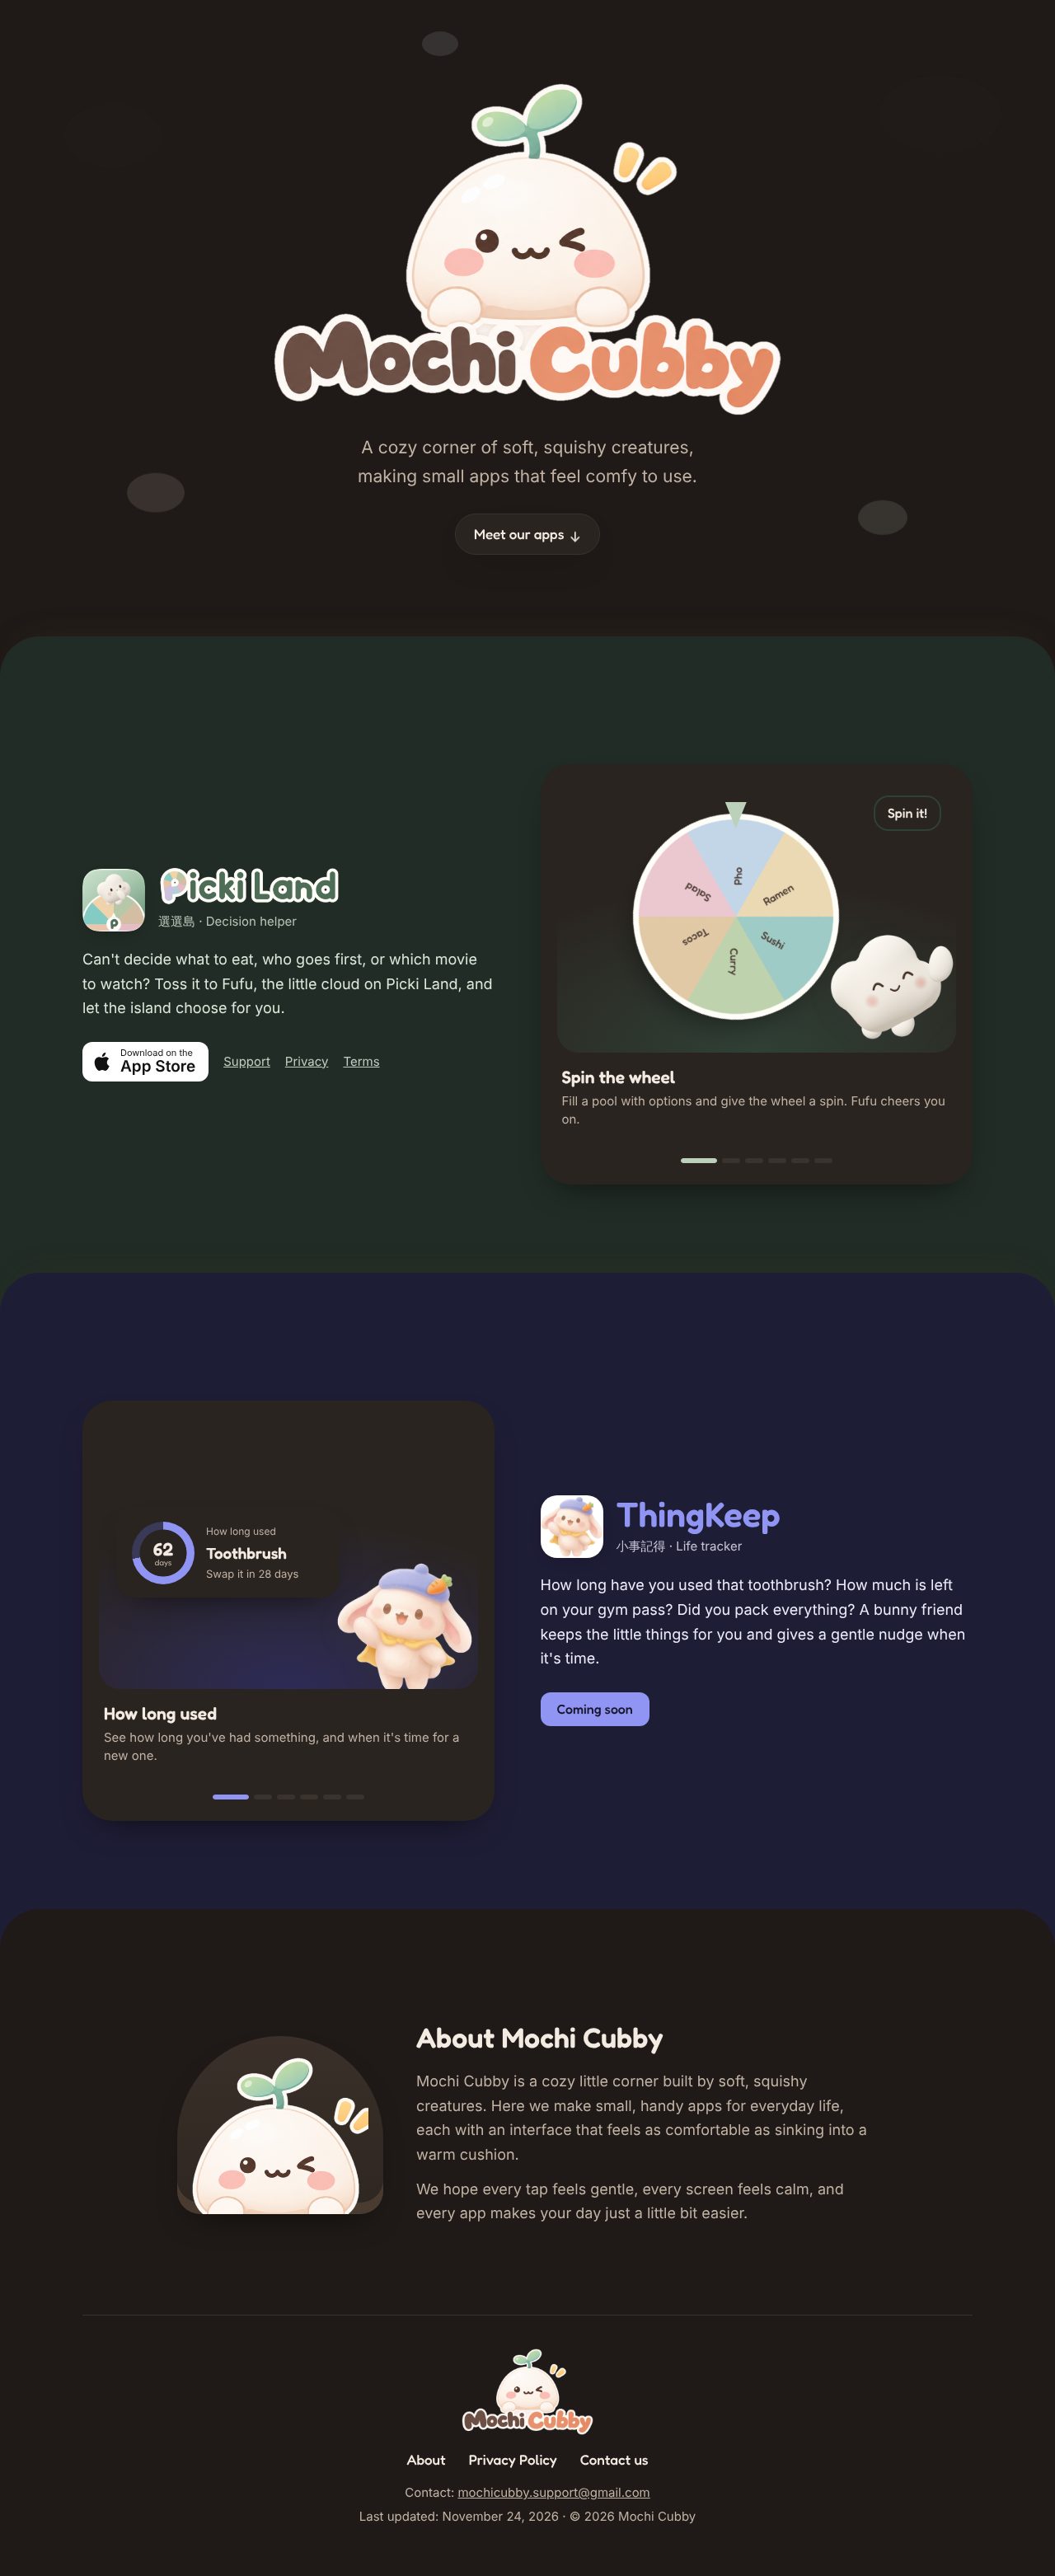 Mochi Cubby
A cozy corner of soft, squishy creatures,
making small apps that feel comfy to use.
Meet our apps ↓
Picki Land
選選島 · Decision helper
Can't decide what to eat, who goes first, or which movie
to watch? Toss it to Fufu, the little cloud on Picki Land, and
let the island choose for you.
Download on the
App Store
Support Privacy Terms
Spin it!
Pho
Ramen
Sushi
Curry
Tacos
Salad
Spin the wheel
Fill a pool with options and give the wheel a spin. Fufu cheers you
on.
62
days
How long used
Toothbrush
Swap it in 28 days
How long used
See how long you've had something, and when it's time for a
new one.
ThingKeep
小事記得 · Life tracker
How long have you used that toothbrush? How much is left
on your gym pass? Did you pack everything? A bunny friend
keeps the little things for you and gives a gentle nudge when
it's time.
Coming soon
About Mochi Cubby
Mochi Cubby is a cozy little corner built by soft, squishy
creatures. Here we make small, handy apps for everyday life,
each with an interface that feels as comfortable as sinking into a
warm cushion.
We hope every tap feels gentle, every screen feels calm, and
every app makes your day just a little bit easier.
Mochi Cubby
About Privacy Policy Contact us
Contact: mochicubby.support@gmail.com
Last updated: November 24, 2026 · © 2026 Mochi Cubby